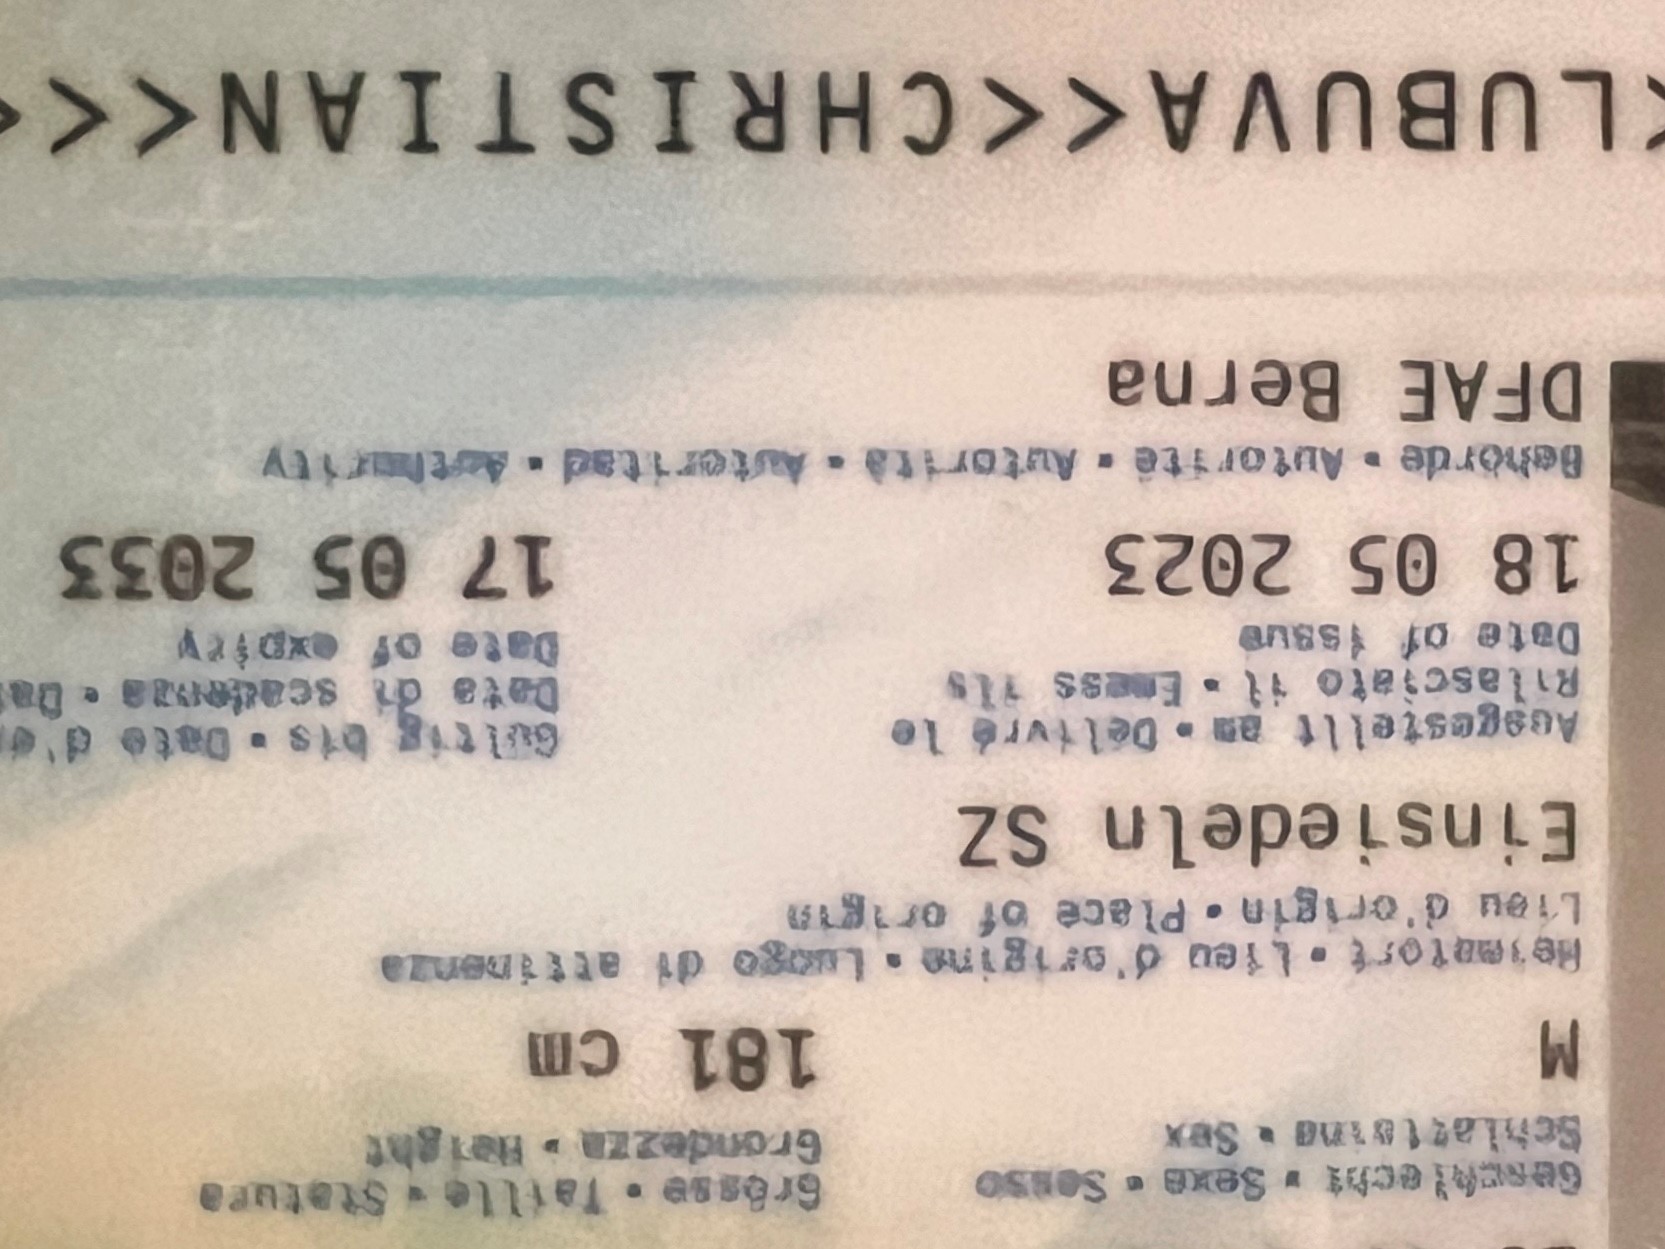 Geschlecht • Sexe • Sesso
Schlattaina • Sex
M
Grösse • Taille • Statura
Grondezza • Height
181 cm
Heimatort • Lieu d'origine • Luogo di attinenza
Lieu d'origin • Place of origin
Einsiedeln SZ
Ausgestellt am • Délivré le
Rilasciato il • Emess ils
Date of issue
18 05 2023
Gültig bis • Date d'e
Data di scadenza • Da
Date of expiry
17 05 2033
Behörde • Autorité • Autorità • Autoritad • Authority
DFAE Berna
<LUBUVA<<CHRISTIAN<<<